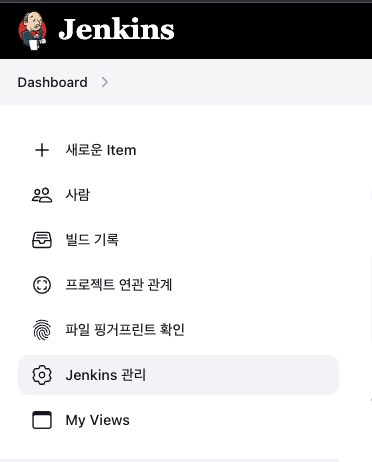 Jenkins
Dashboard
새로운 Item
사람
빌드 기록
프로젝트 연관 관계
파일 핑거프린트 확인
Jenkins 관리
My Views